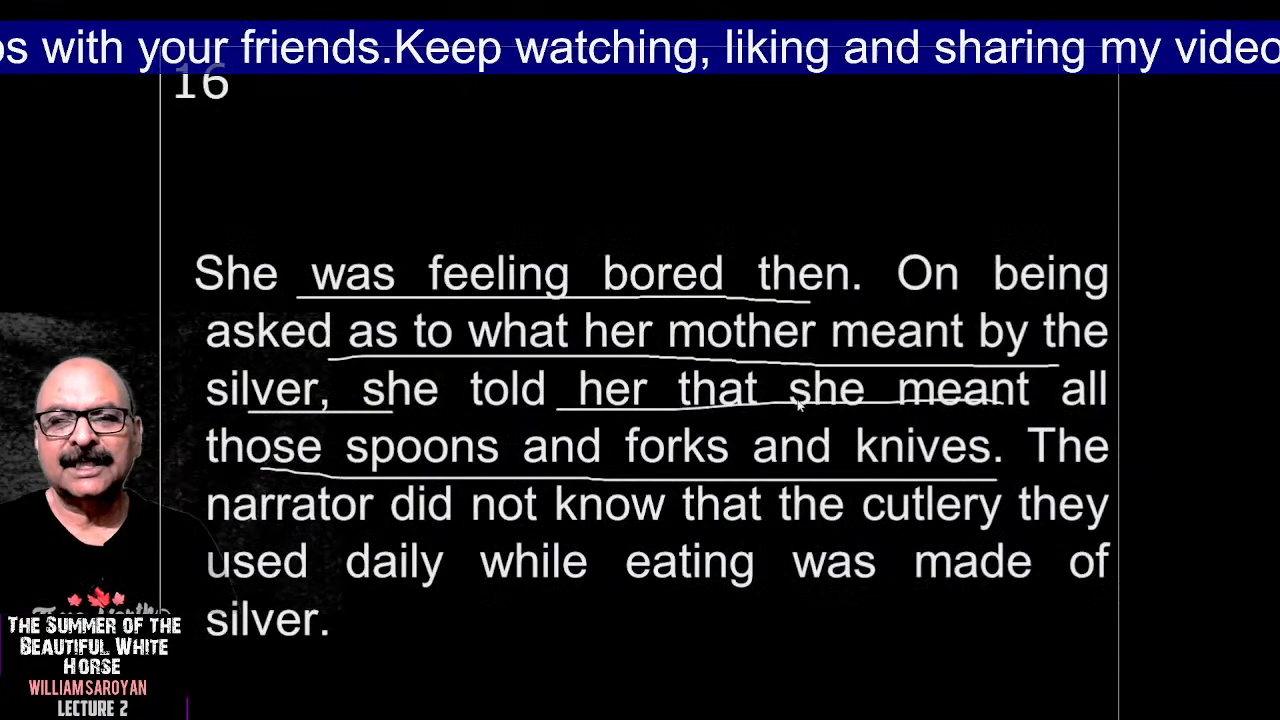 os with your friends.Keep watching, liking and sharing my video
16
She was feeling bored then. On being
asked as to what her mother meant by the
silver, she told her that she meant all
those spoons and forks and knives. The
narrator did not know that the cutlery they
used daily while eating was made of
silver.
The Summer of the
Beautiful White
Horse
William Saroyan
Lecture 2